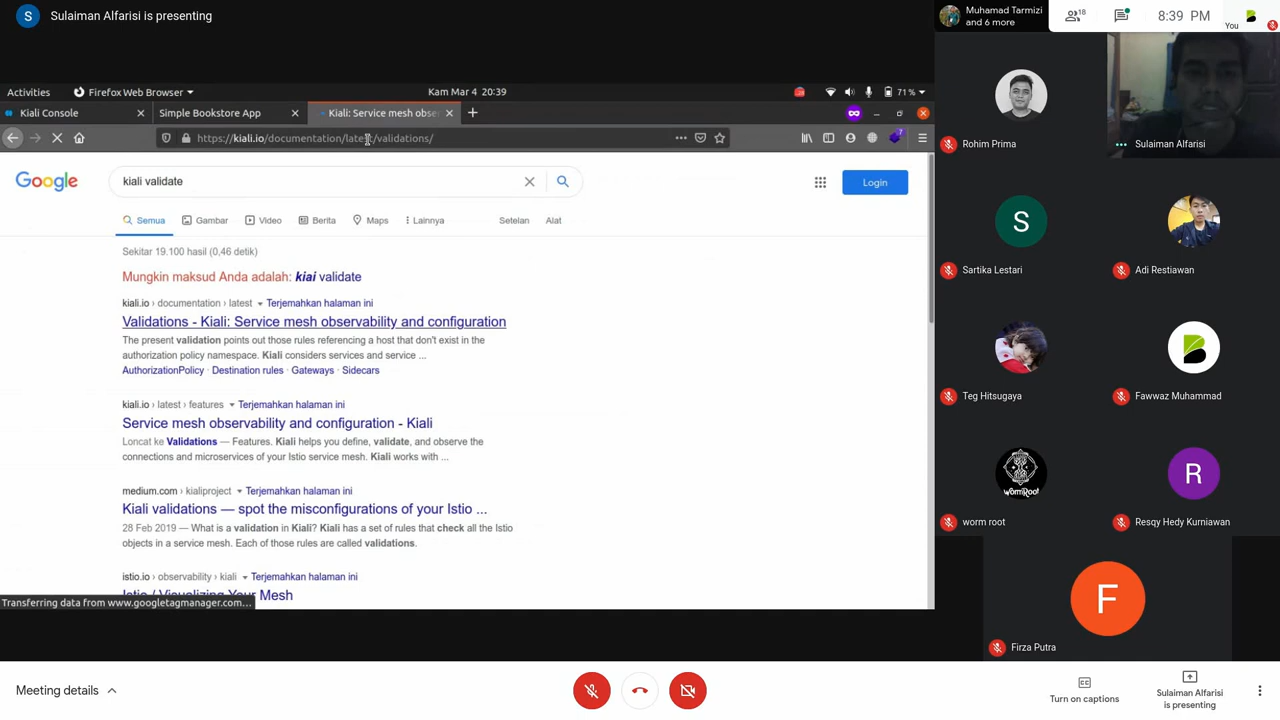 S
Sulaiman Alfarisi is presenting
Muhamad Tarmizi
and 6 more
18
8:39 PM
You
Activities
Firefox Web Browser
Kam Mar 4 20:39
71%
Kiali Console
Simple Bookstore App
Kiali: Service mesh obse
https://kiali.io/documentation/latest/validations/
7
Google
kiali validate
Login
Semua
Gambar
Video
Berita
Maps
Lainnya
Setelan
Alat
Sekitar 19.100 hasil (0,46 detik)
Mungkin maksud Anda adalah: kiai validate
kiali.io › documentation › latest
Terjemahkan halaman ini
Validations - Kiali: Service mesh observability and configuration
The present validation points out those rules referencing a host that don't exist in the
authorization policy namespace. Kiali considers services and service ...
AuthorizationPolicy · Destination rules · Gateways · Sidecars
kiali.io › latest › features
Terjemahkan halaman ini
Service mesh observability and configuration - Kiali
Loncat ke Validations — Features. Kiali helps you define, validate, and observe the
connections and microservices of your Istio service mesh. Kiali works with ...
medium.com › kialiproject
Terjemahkan halaman ini
Kiali validations — spot the misconfigurations of your Istio ...
28 Feb 2019 — What is a validation in Kiali? Kiali has a set of rules that check all the Istio
objects in a service mesh. Each of those rules are called validations.
istio.io › observability › kiali
Terjemahkan halaman ini
Istio / Visualizing Your Mesh
Transferring data from www.googletagmanager.com...
Rohim Prima
Sulaiman Alfarisi
S
Sartika Lestari
Adi Restiawan
Teg Hitsugaya
Fawwaz Muhammad
wormRoot
worm root
R
Resqy Hedy Kurniawan
F
Firza Putra
Meeting details
Turn on captions
Sulaiman Alfarisi
is presenting